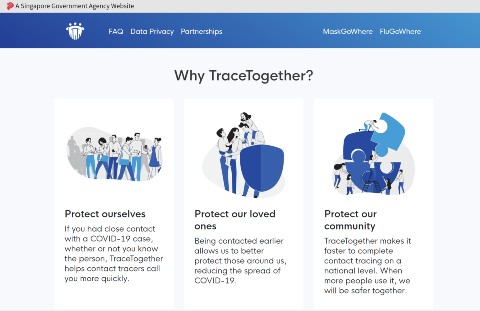 A Singapore Government Agency Website
FAQ Data Privacy Partnerships MaskGoWhere FluGoWhere
Why TraceTogether?
Protect ourselves
If you had close contact
with a COVID-19 case,
whether or not you know
the person, TraceTogether
helps contact tracers call
you more quickly.
Protect our loved
ones
Being contacted earlier
allows us to better
protect those around us,
reducing the spread of
COVID-19.
Protect our
community
TraceTogether makes it
faster to complete
contact tracing on a
national level. When
more people use it, we
will be safer together.